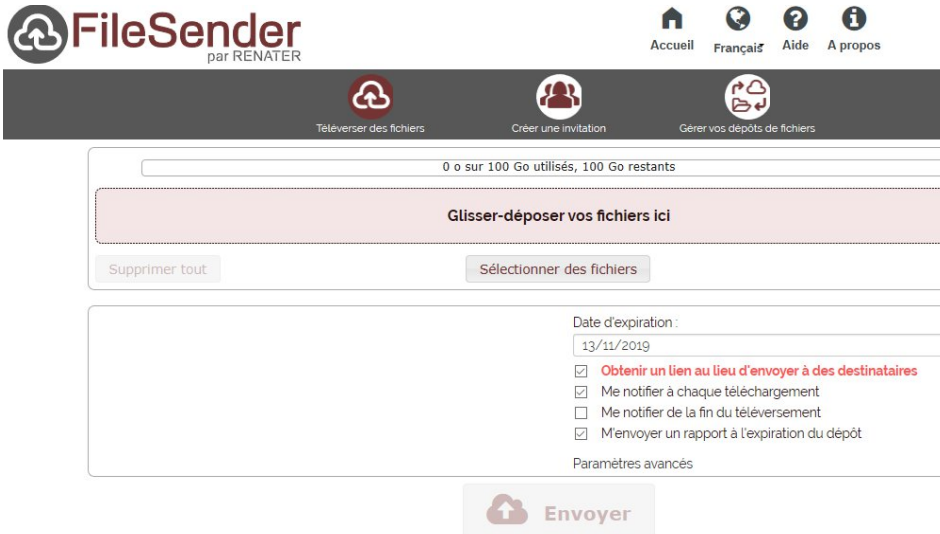 FileSender
par RENATER
Accueil
Français
Aide
A propos
Téléverser des fichiers
Créer une invitation
Gérer vos dépôts de fichiers
0 o sur 100 Go utilisés, 100 Go restants
Glisser-déposer vos fichiers ici
Supprimer tout
Sélectionner des fichiers
Date d'expiration :
13/11/2019
Obtenir un lien au lieu d'envoyer à des destinataires
Me notifier à chaque téléchargement
Me notifier de la fin du téléversement
M'envoyer un rapport à l'expiration du dépôt
Paramètres avancés
Envoyer